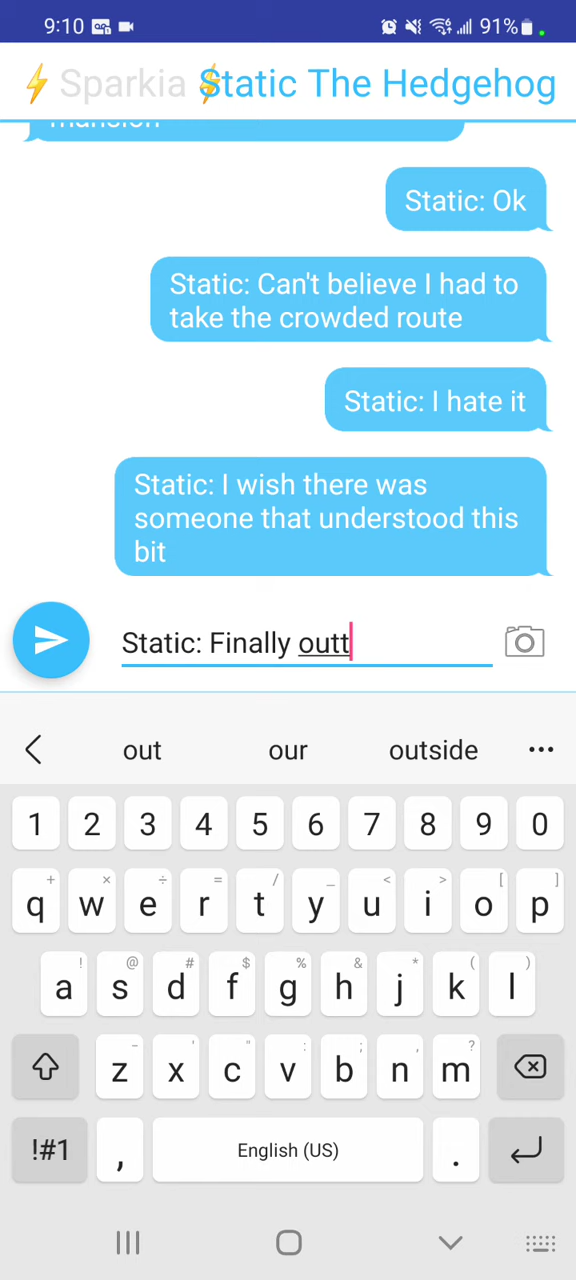 9:10 91%
⚡ Sparkia ⚡ Static The Hedgehog
mansion
Static: Ok
Static: Can't believe I had to
take the crowded route
Static: I hate it
Static: I wish there was
someone that understood this
bit
Static: Finally outt
out our outside
1 2 3 4 5 6 7 8 9 0
+ × ÷ = / _ < > [ ]
q w e r t y u i o p
! @ # $ % & * ( )
a s d f g h j k l
- ' " : ; , ?
z x c v b n m
!#1 , English (US) .